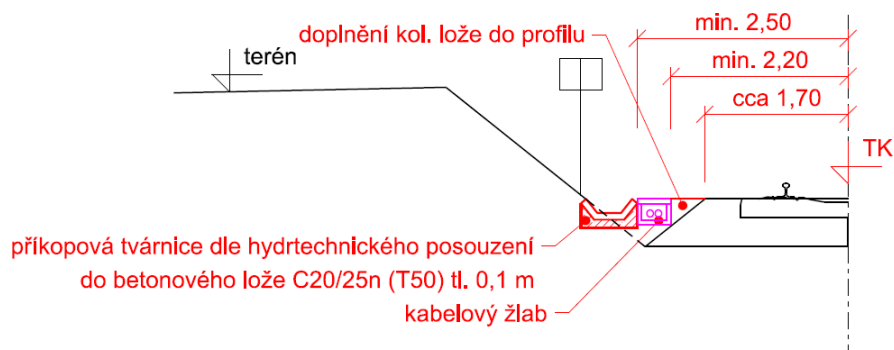 min. 2,50
doplnění kol. lože do profilu
terén
min. 2,20
cca 1,70
TK
příkopová tvárnice dle hydrtechnického posouzení
do betonového lože C20/25n (T50) tl. 0,1 m
kabelový žlab